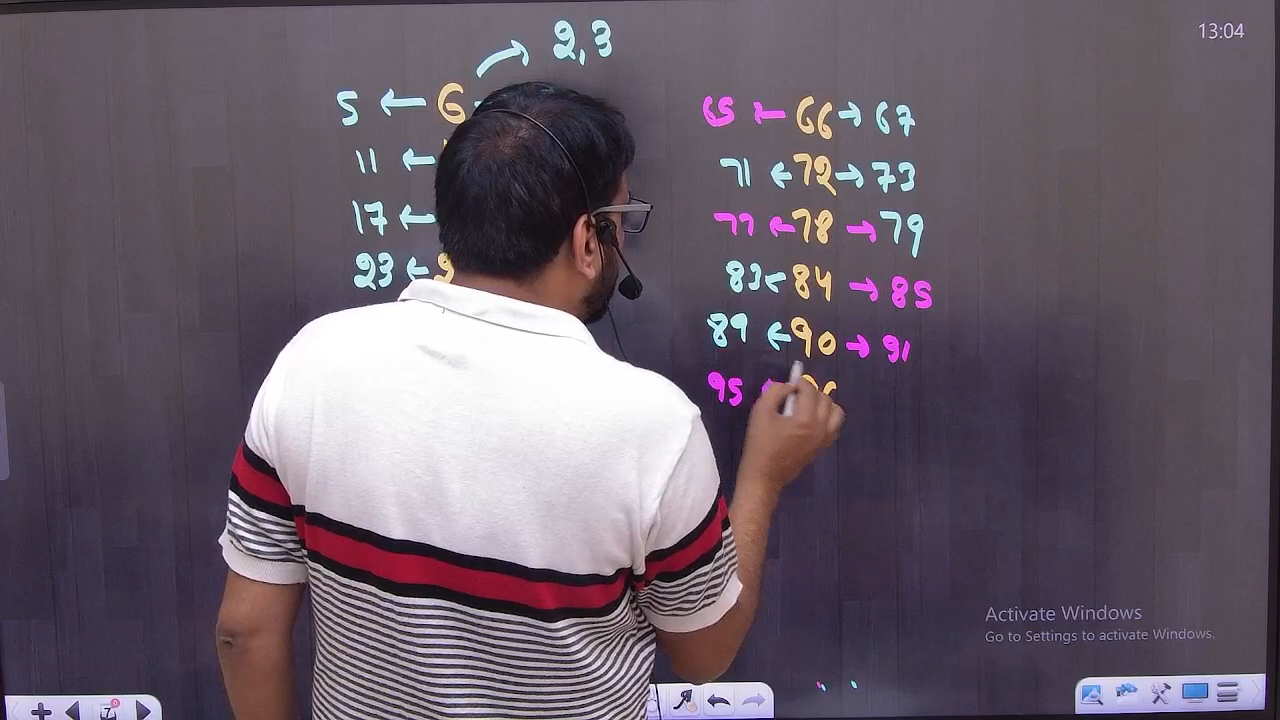 13:04
2,3
5 ← 6
11 ←
17 ←
23 ← 2
65 ← 66 → 67
71 ← 72 → 73
77 ← 78 → 79
83 ← 84 → 85
89 ← 90 → 91
95 ←
Activate Windows
Go to Settings to activate Windows.